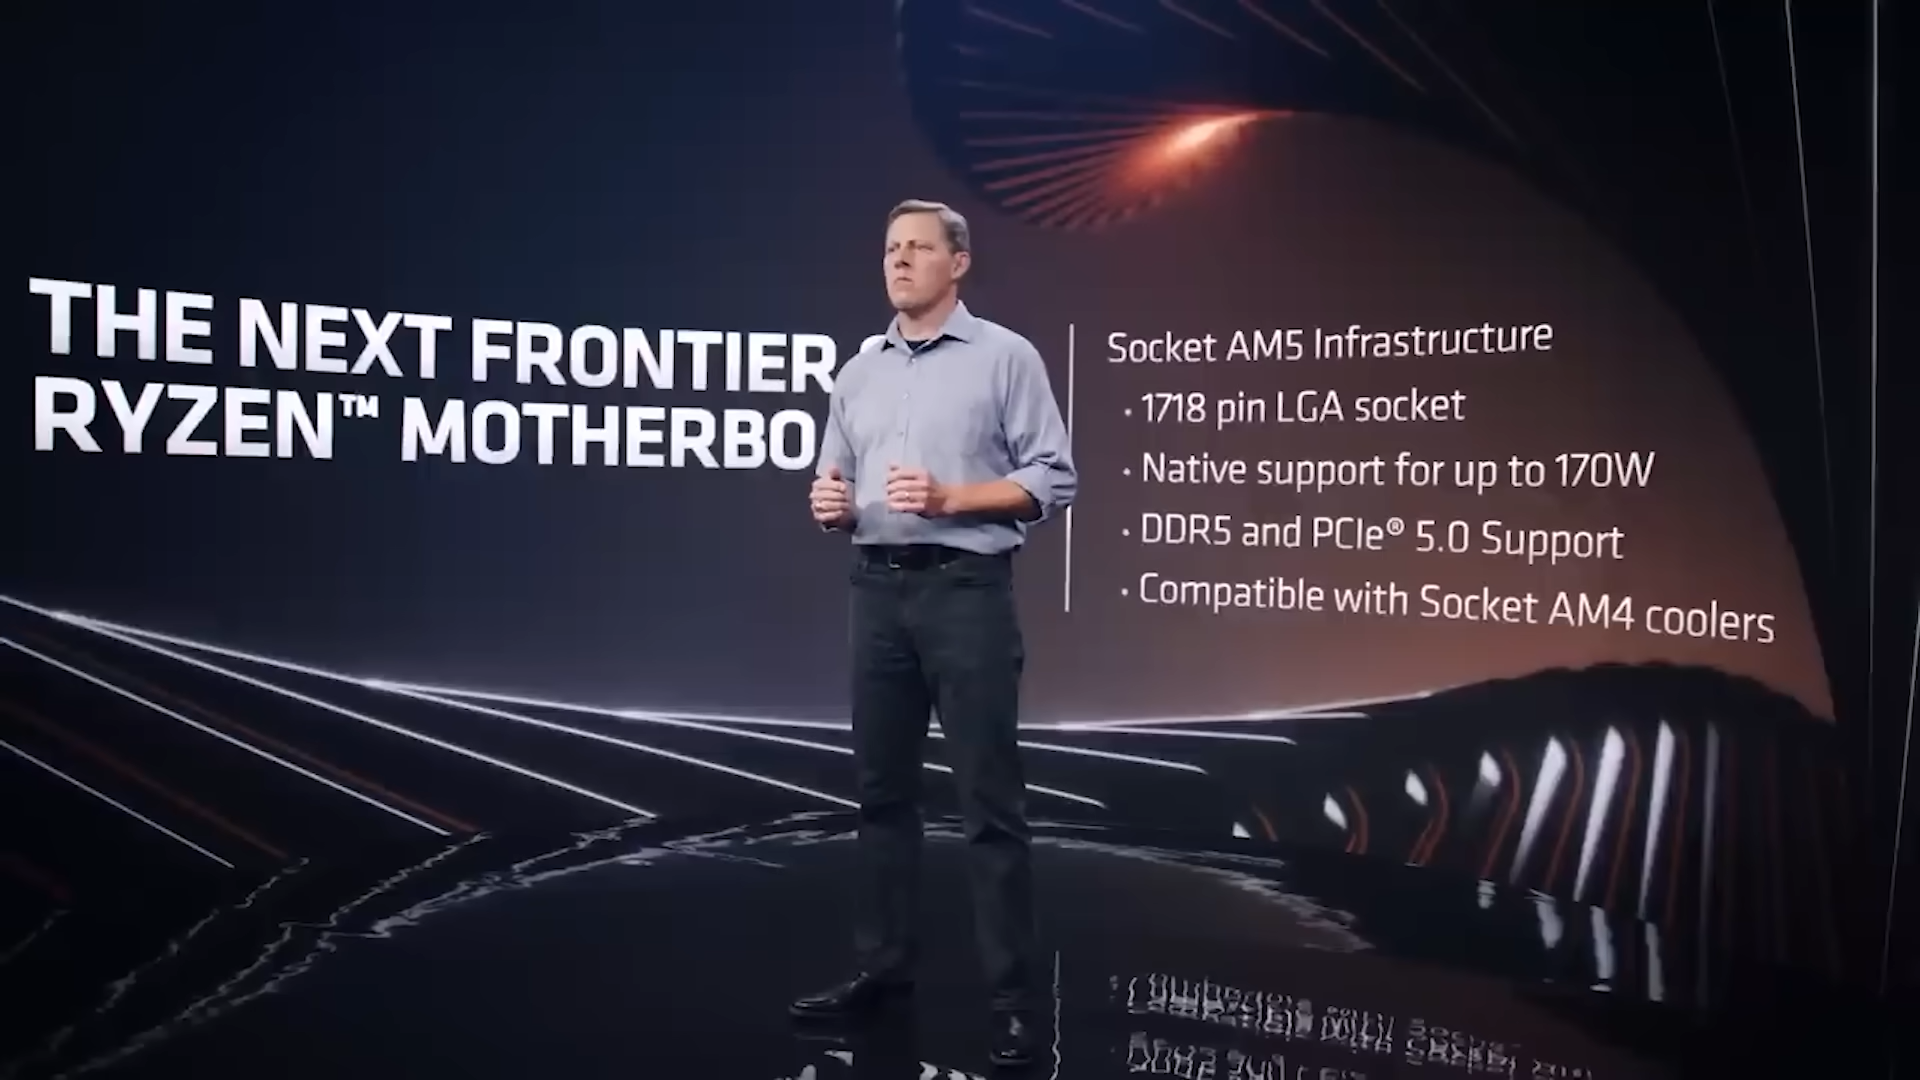 THE NEXT FRONTIER
RYZEN™ MOTHERBO
Socket AM5 Infrastructure
· 1718 pin LGA socket
· Native support for up to 170W
· DDR5 and PCIe® 5.0 Support
· Compatible with Socket AM4 coolers